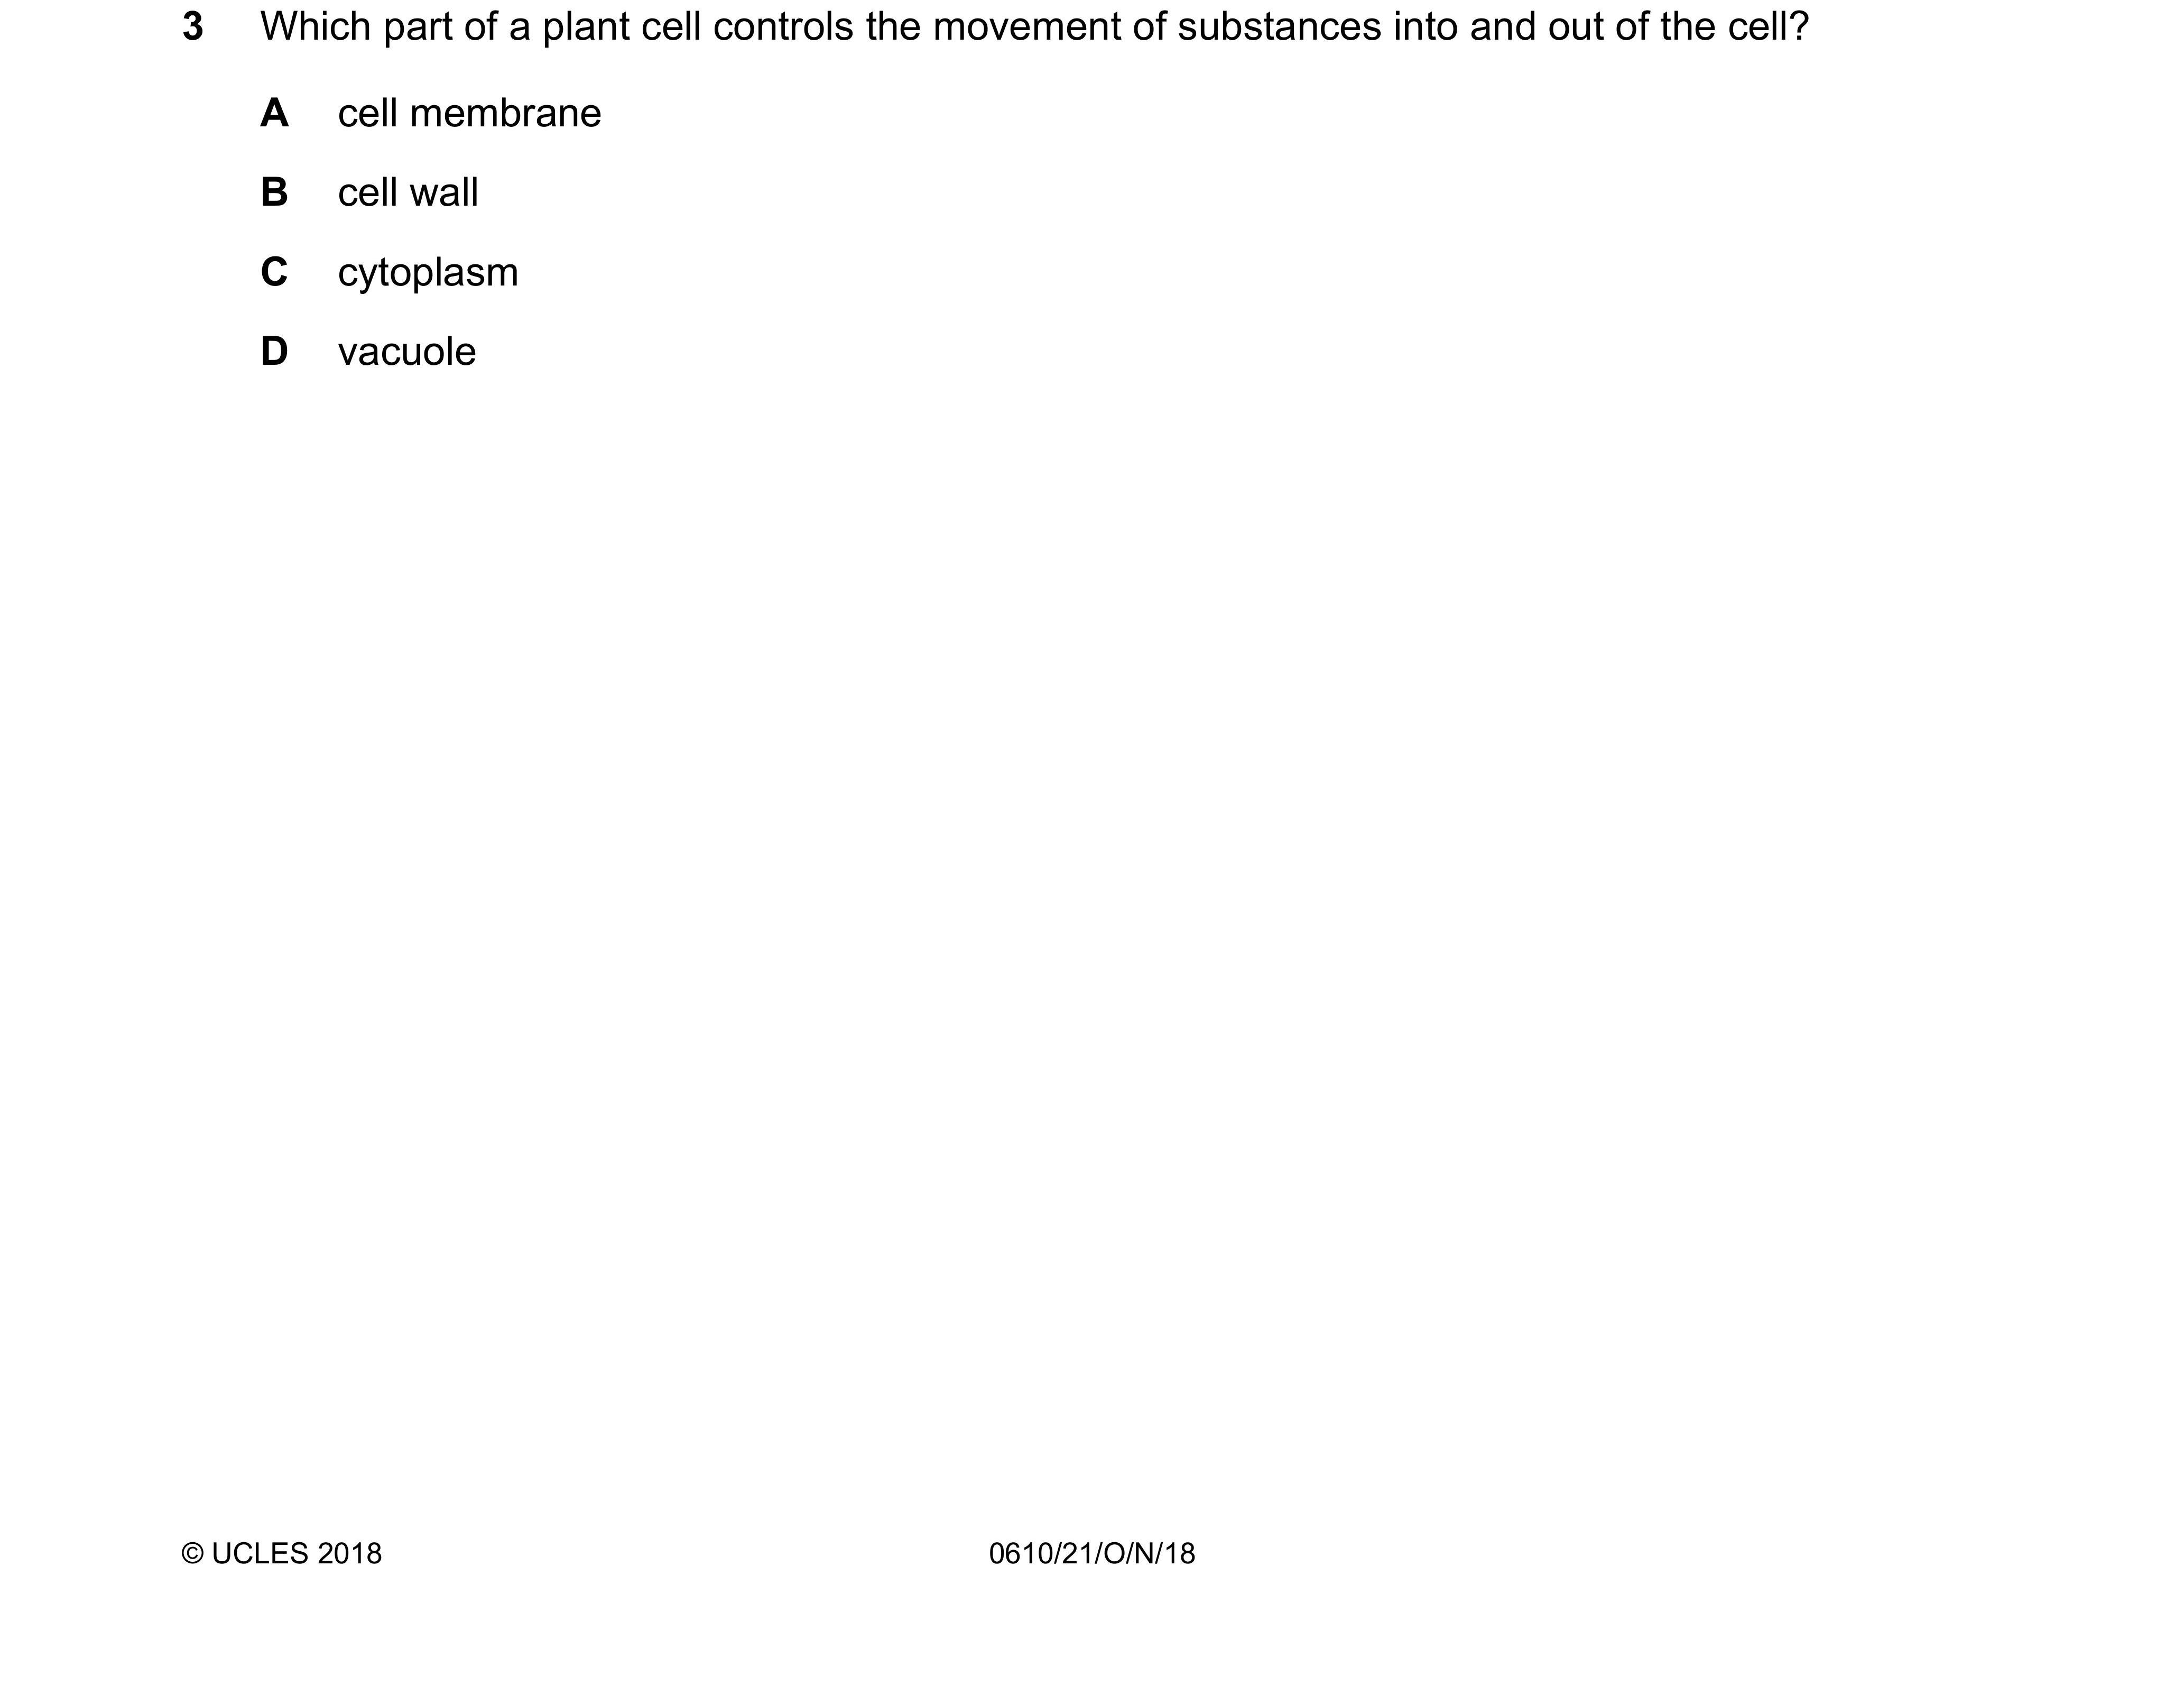 3 Which part of a plant cell controls the movement of substances into and out of the cell?
A cell membrane
B cell wall
C cytoplasm
D vacuole
© UCLES 2018 0610/21/O/N/18